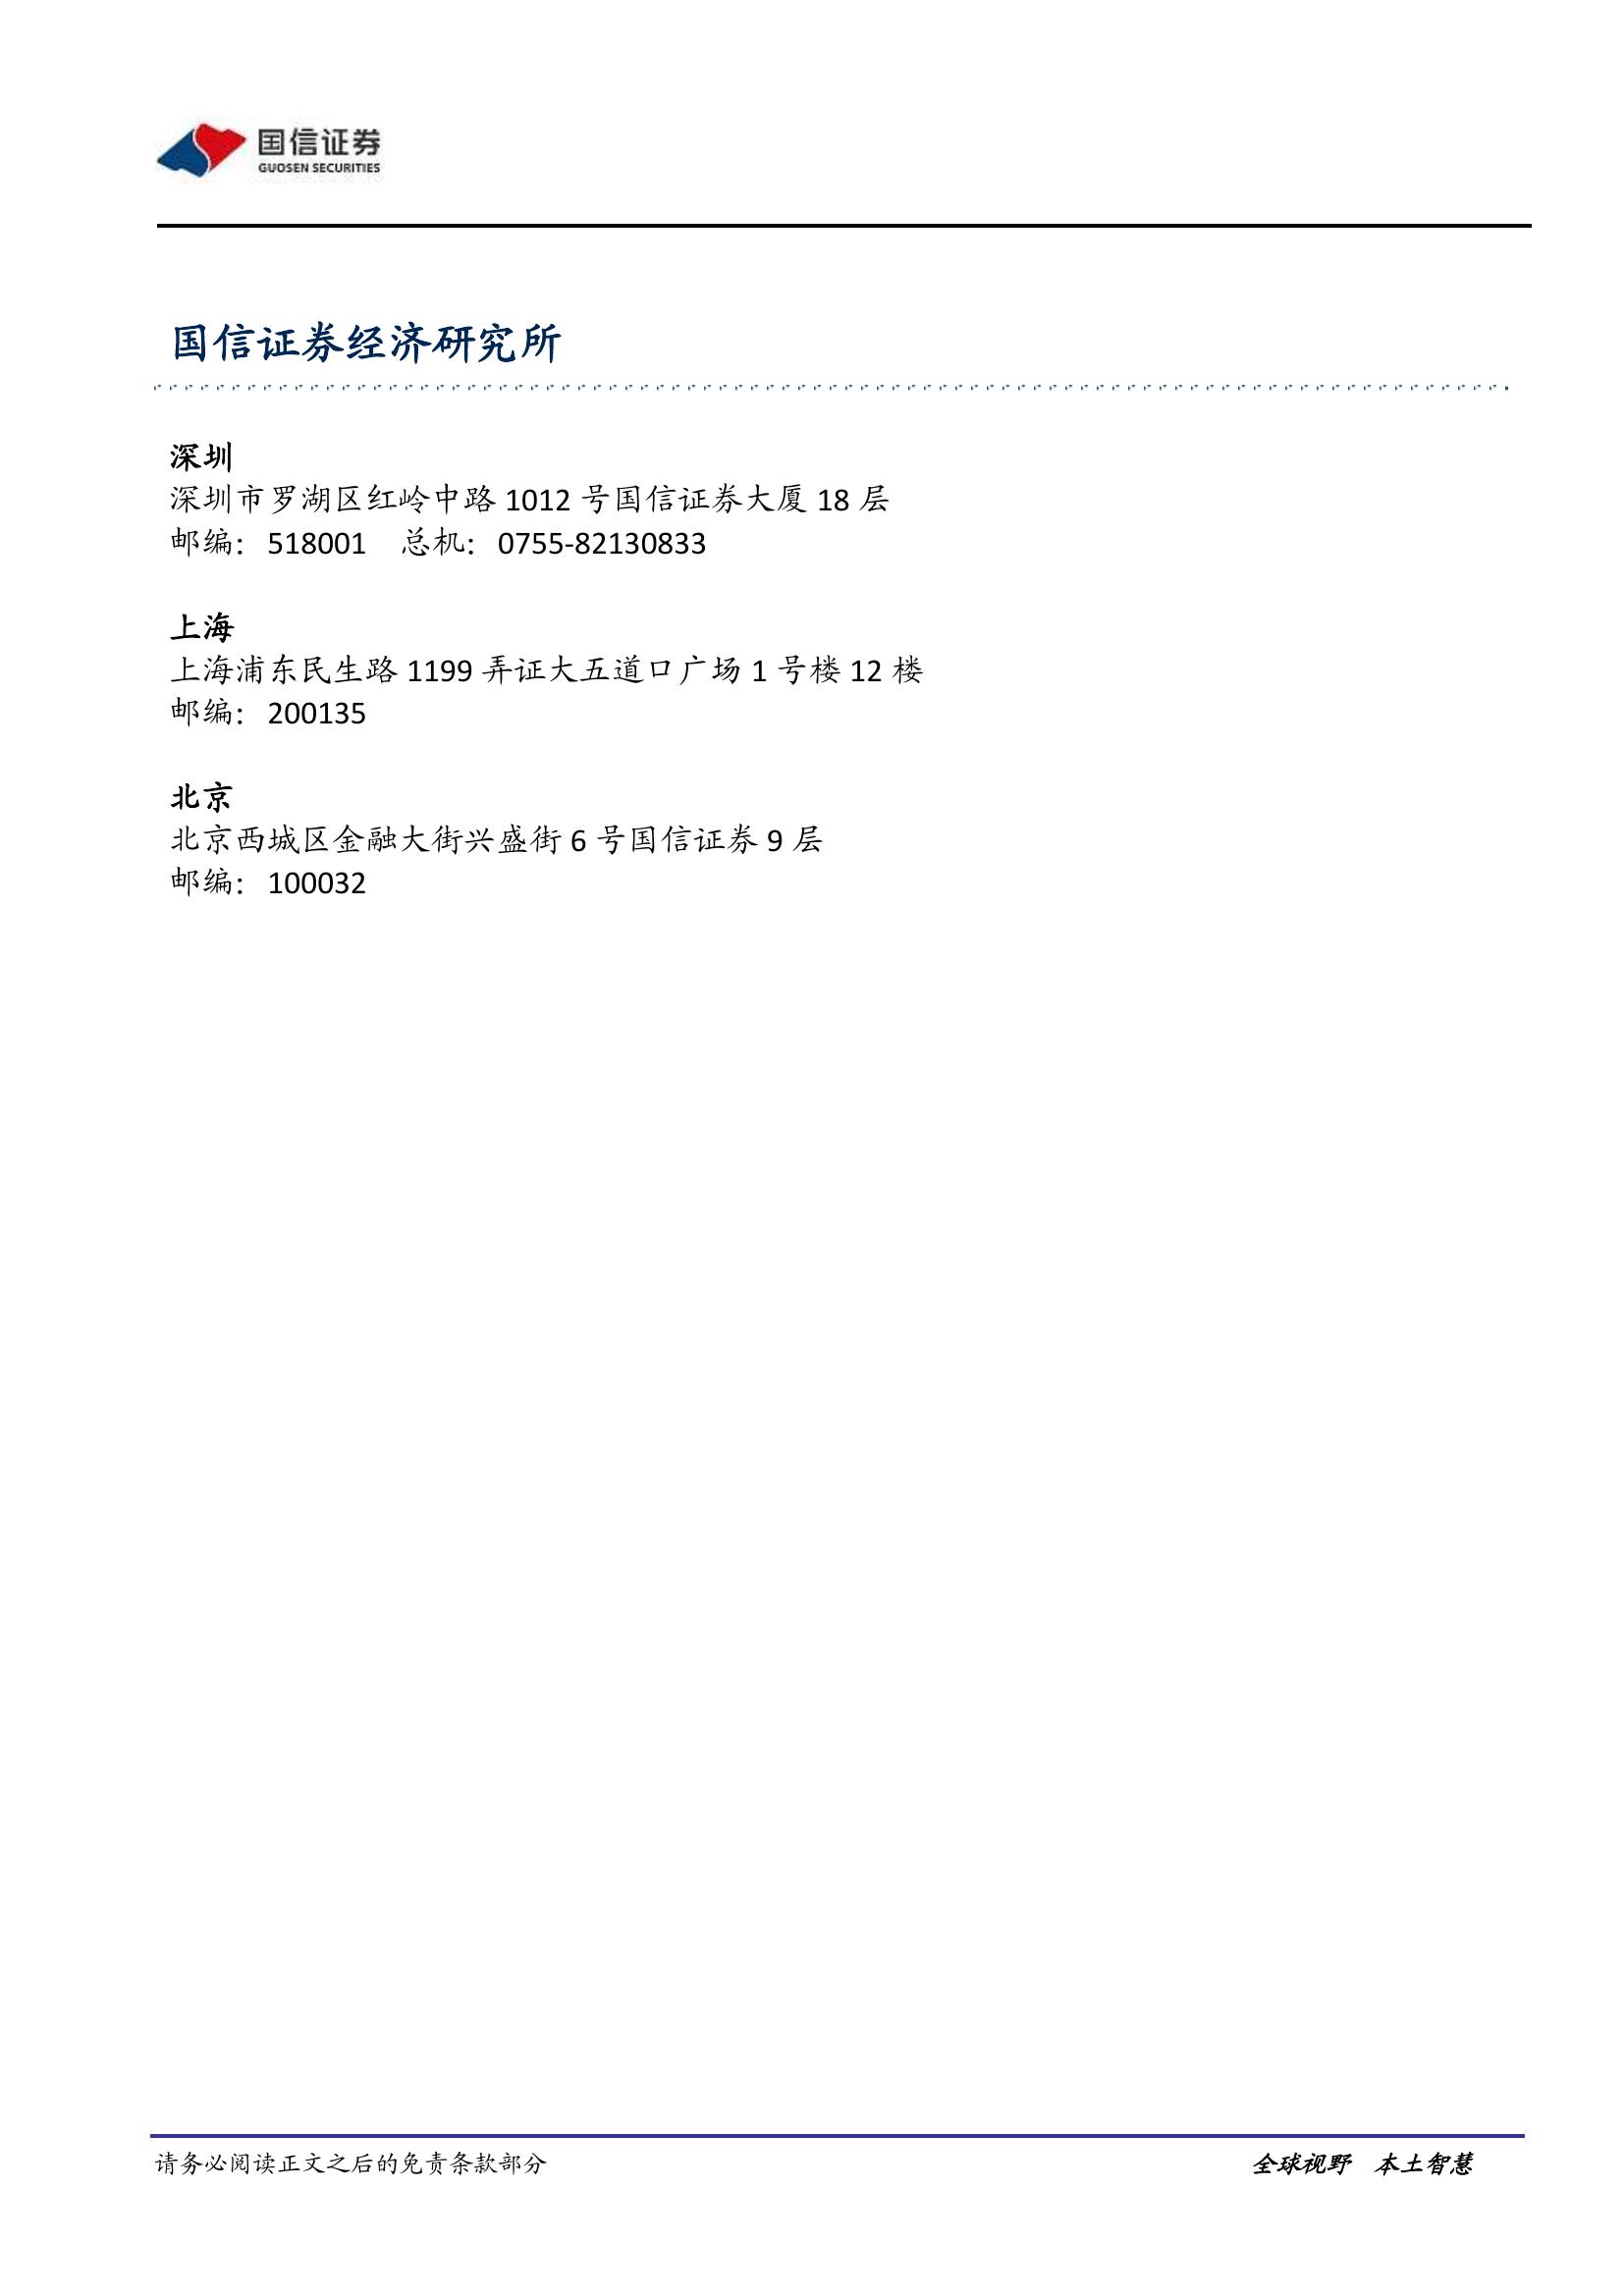 国信证券
GUOSEN SECURITIES
国信证券经济研究所
深圳
深圳市罗湖区红岭中路 1012 号国信证券大厦 18 层
邮编：518001　总机：0755-82130833
上海
上海浦东民生路 1199 弄证大五道口广场 1 号楼 12 楼
邮编：200135
北京
北京西城区金融大街兴盛街 6 号国信证券 9 层
邮编：100032
请务必阅读正文之后的免责条款部分
全球视野　本土智慧